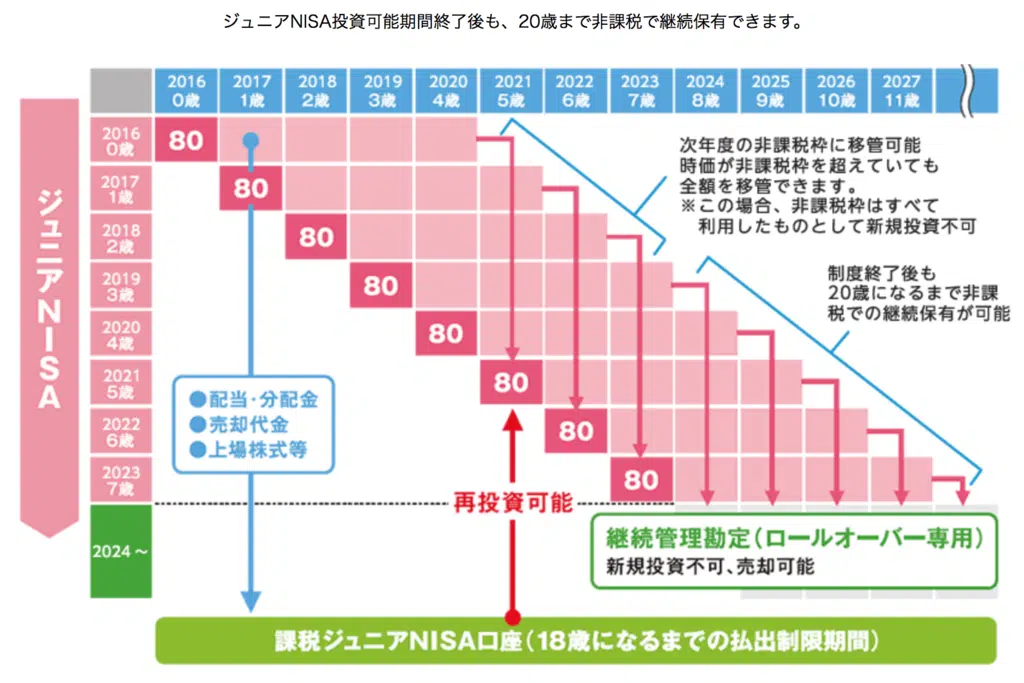 ジュニアNISA投資可能期間終了後も、20歳まで非課税で継続保有できます。
2016 2017 2018 2019 2020 2021 2022 2023 2024 2025 2026 2027
0歳 1歳 2歳 3歳 4歳 5歳 6歳 7歳 8歳 9歳 10歳 11歳
ジュニアNISA
2016
0歳
80
2017
1歳
80
2018
2歳
80
2019
3歳
80
2020
4歳
80
2021
5歳
80
2022
6歳
80
2023
7歳
80
2024～
次年度の非課税枠に移管可能
時価が非課税枠を超えていても
全額を移管できます。
※この場合、非課税枠はすべて
利用したものとして新規投資不可
制度終了後も
20歳になるまで非課
税での継続保有が可能
●配当・分配金
●売却代金
●上場株式等
再投資可能
継続管理勘定（ロールオーバー専用）
新規投資不可、売却可能
課税ジュニアNISA口座（18歳になるまでの払出制限期間）